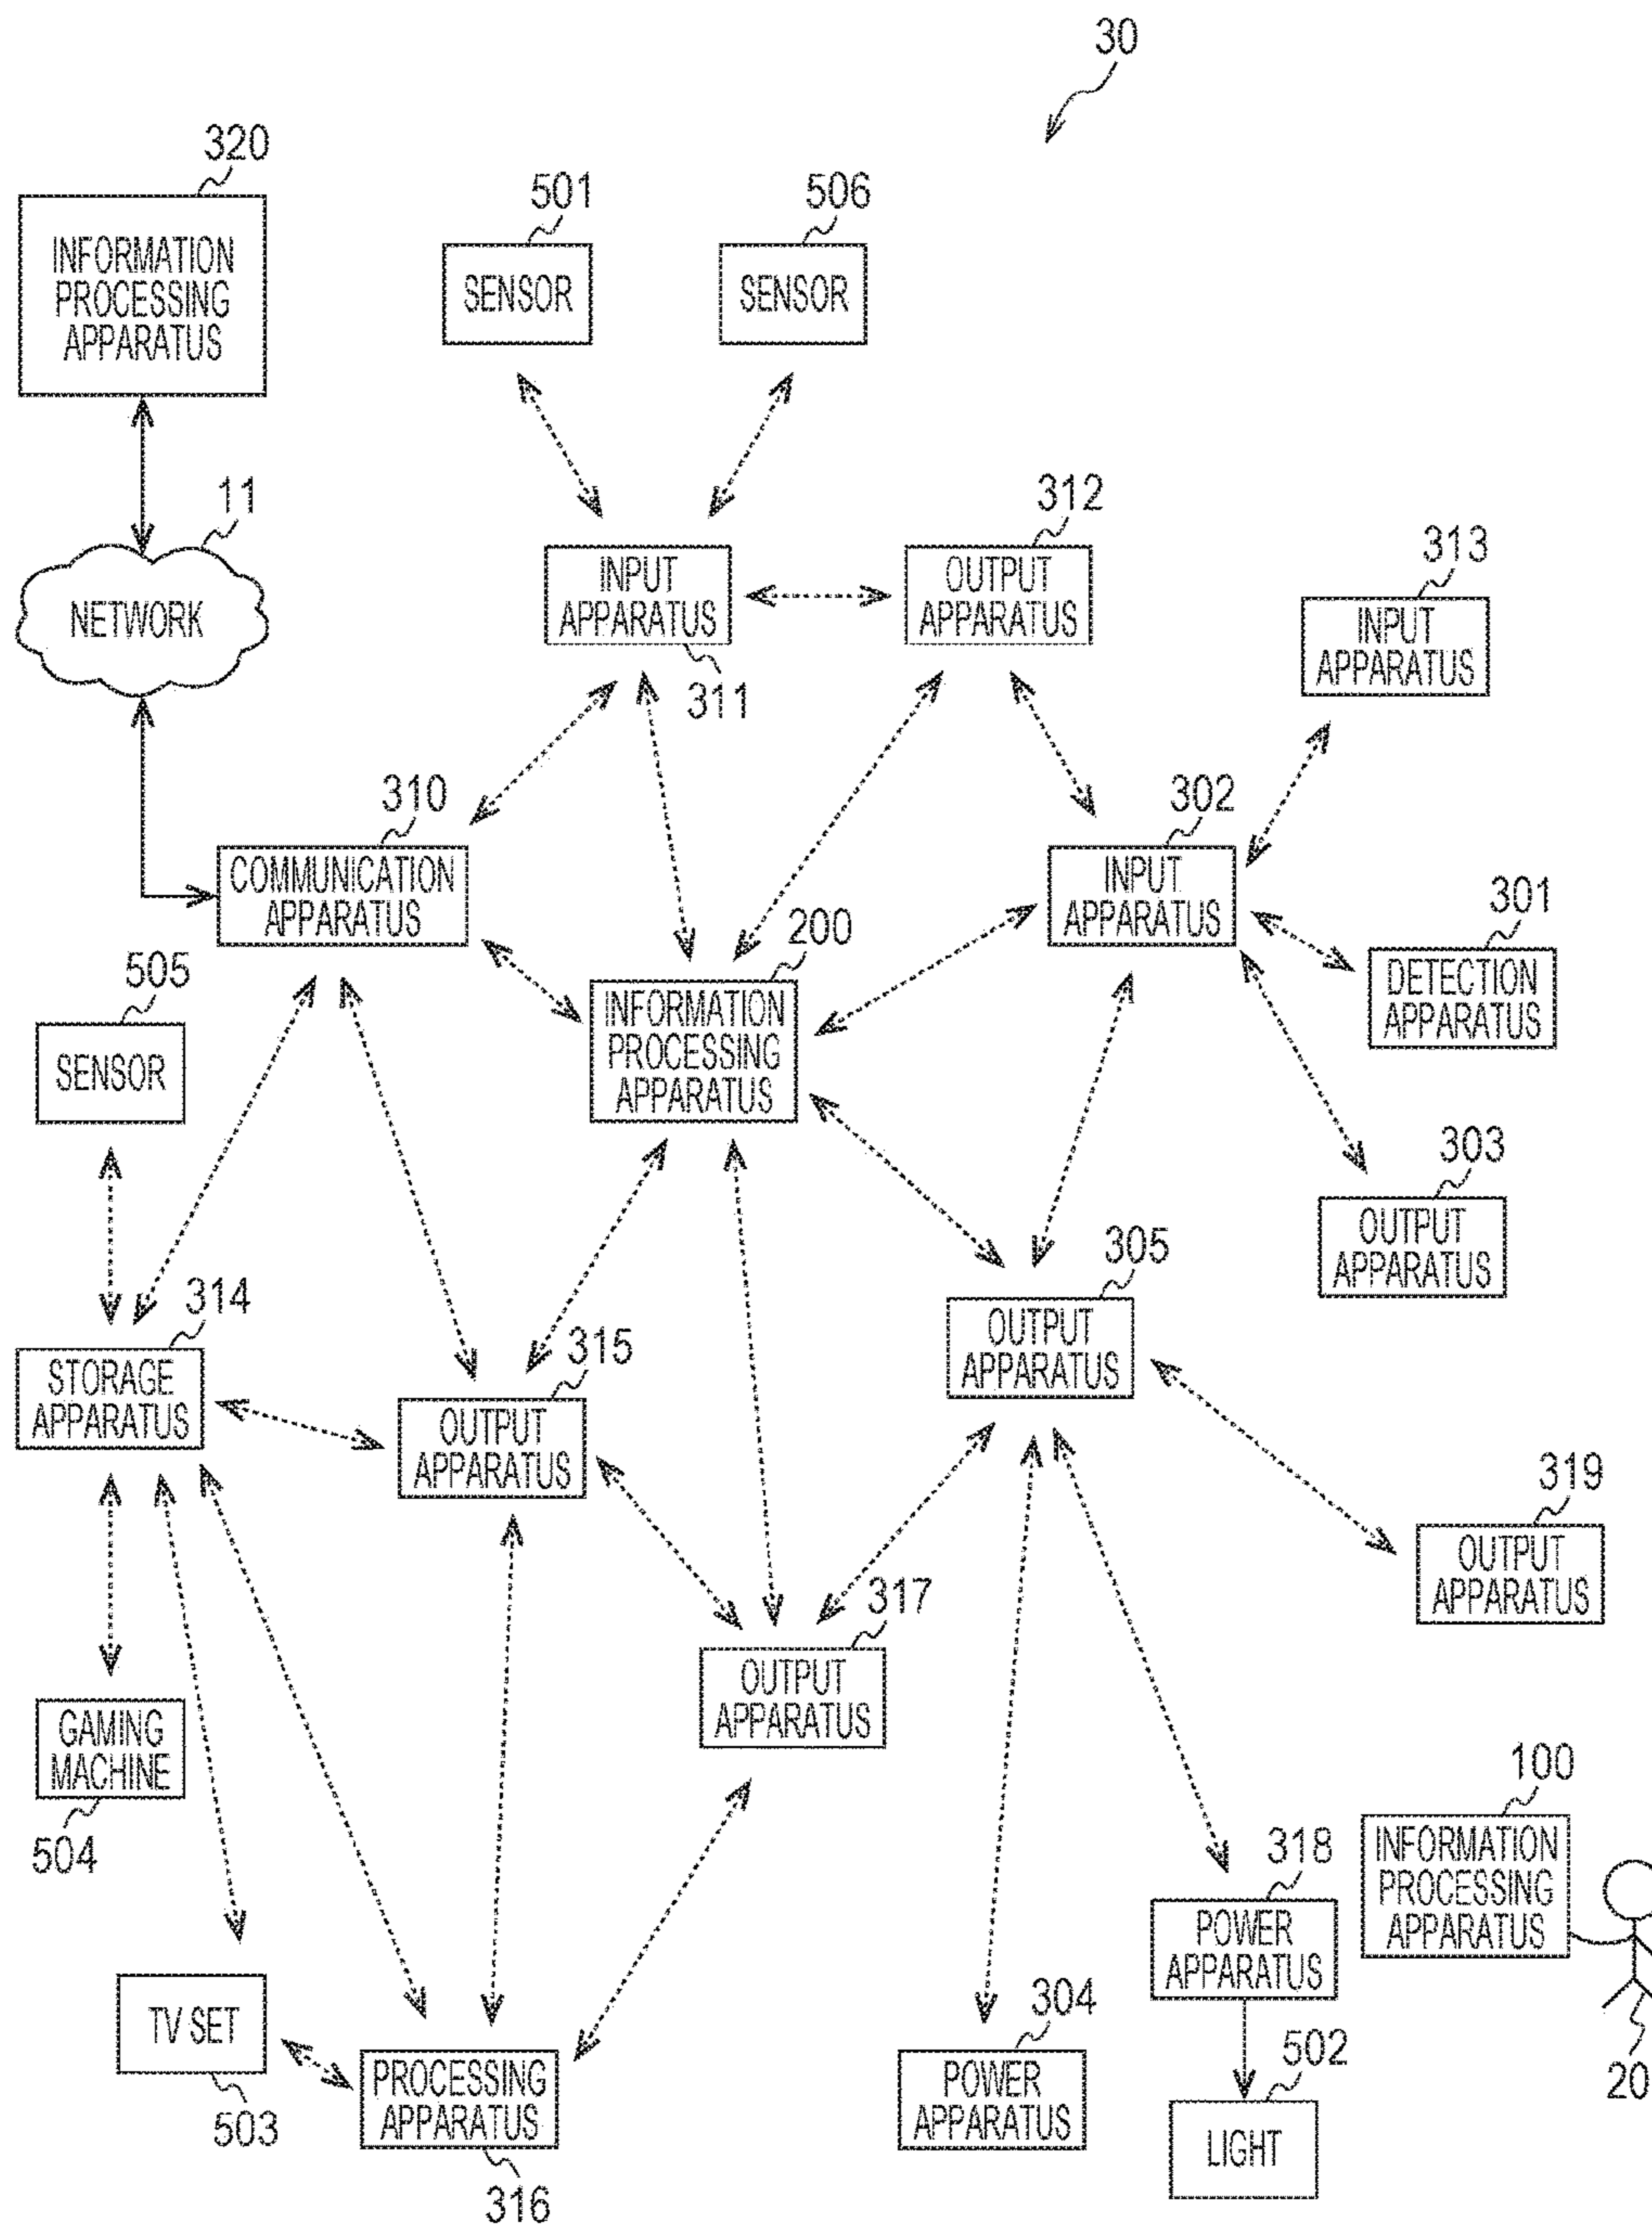 30
320
INFORMATION
PROCESSING
APPARATUS
501
SENSOR
506
SENSOR
11
NETWORK
INPUT
APPARATUS
311
312
OUTPUT
APPARATUS
313
INPUT
APPARATUS
310
COMMUNICATION
APPARATUS
302
INPUT
APPARATUS
200
INFORMATION
PROCESSING
APPARATUS
301
DETECTION
APPARATUS
505
SENSOR
303
OUTPUT
APPARATUS
305
OUTPUT
APPARATUS
314
STORAGE
APPARATUS
315
OUTPUT
APPARATUS
319
OUTPUT
APPARATUS
317
OUTPUT
APPARATUS
GAMING
MACHINE
504
100
INFORMATION
PROCESSING
APPARATUS
20
318
POWER
APPARATUS
TV SET
503
PROCESSING
APPARATUS
316
304
POWER
APPARATUS
502
LIGHT